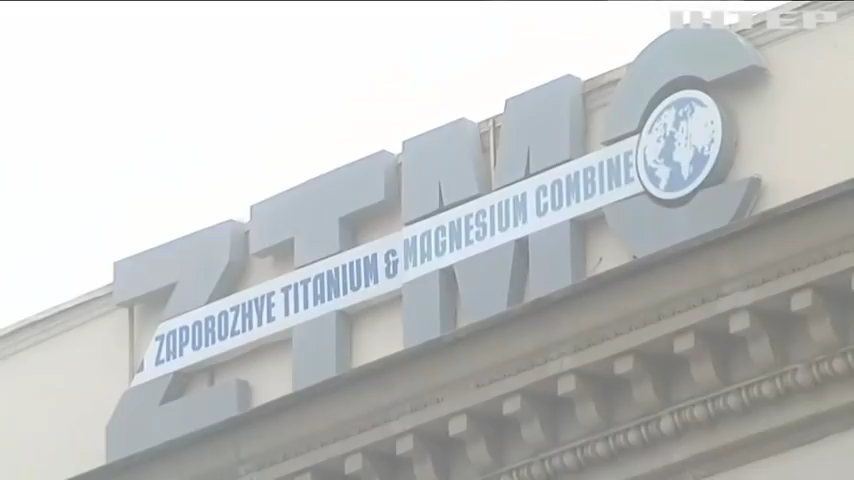 ІНТЕР
ZTMC
ZAPOROZHYE TITANIUM & MAGNESIUM COMBINE